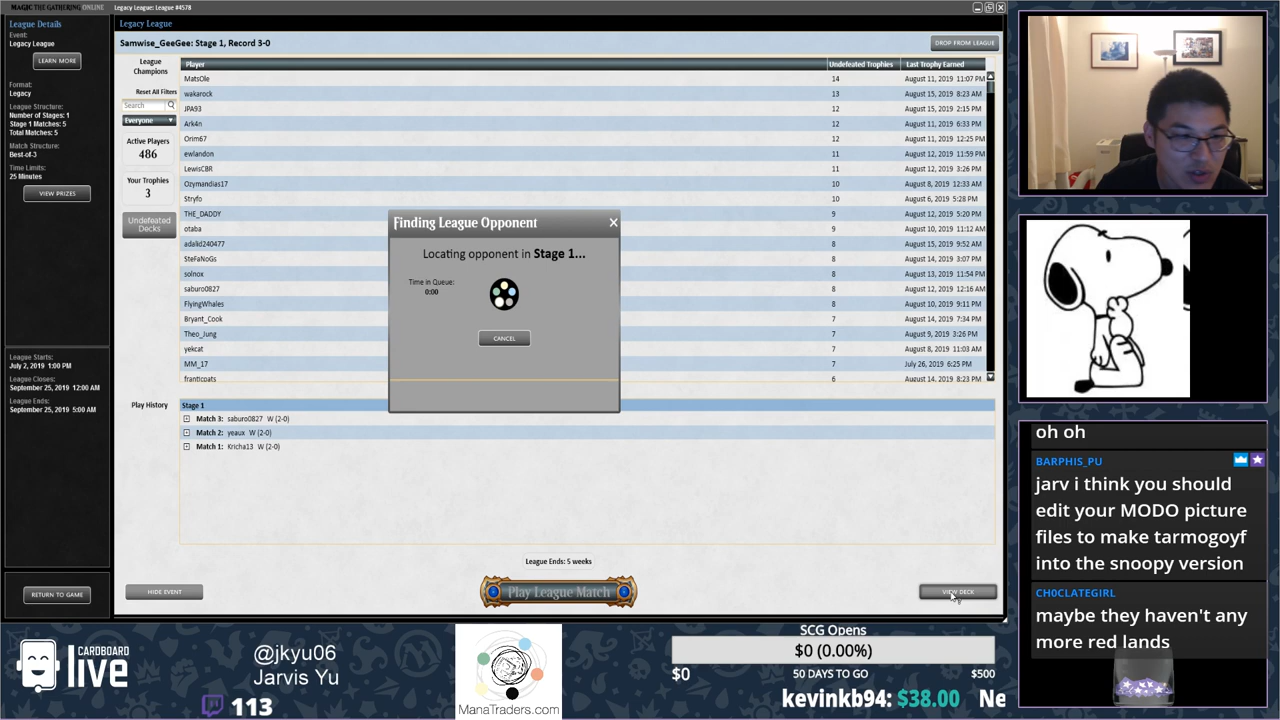 MAGIC THE GATHERING ONLINE
Legacy League: League #4578
League Details
Event:
Legacy League
LEARN MORE
Format:
Legacy
League Structure:
Number of Stages: 1
Stage 1 Matches: 5
Total Matches: 5
Match Structure:
Best-of-3
Time Limits:
25 Minutes
VIEW PRIZES
League Starts:
July 2, 2019 1:00 PM
League Closes:
September 25, 2019 12:00 AM
League Ends:
September 25, 2019 5:00 AM
RETURN TO GAME
Legacy League
Samwise_GeeGee: Stage 1, Record 3-0
DROP FROM LEAGUE
League
Champions
Reset All Filters
Search
Everyone
Active Players
486
Your Trophies
3
Undefeated
Decks
Player Undefeated Trophies Last Trophy Earned
MatsOle 14 August 11, 2019 11:07 PM
wakarock 13 August 15, 2019 8:23 AM
JPA93 12 August 15, 2019 2:15 PM
Ark4n 12 August 11, 2019 6:33 PM
Orim67 12 August 11, 2019 12:25 PM
ewlandon 11 August 12, 2019 11:59 PM
LewisCBR 11 August 12, 2019 3:26 PM
Ozymandias17 10 August 8, 2019 12:33 AM
Stryfo 10 August 6, 2019 5:28 PM
THE_DADDY 9 August 12, 2019 5:20 PM
otaba 9 August 10, 2019 11:12 AM
adalid240477 8 August 15, 2019 9:52 AM
SteFaNoGs 8 August 14, 2019 3:07 PM
solnox 8 August 13, 2019 11:54 PM
saburo0827 8 August 12, 2019 12:16 AM
FlyingWhales 8 August 10, 2019 9:11 PM
Bryant_Cook 7 August 14, 2019 7:34 PM
Theo_Jung 7 August 9, 2019 3:26 PM
yekcat 7 August 8, 2019 11:03 AM
MM_17 7 July 26, 2019 6:25 PM
franticoats 6 August 14, 2019 8:23 PM
Finding League Opponent
Locating opponent in Stage 1...
Time in Queue:
0:00
CANCEL
Play History
Stage 1
Match 3: saburo0827 W (2-0)
Match 2: yeaux W (2-0)
Match 1: Kricha13 W (2-0)
League Ends: 5 weeks
HIDE EVENT
Play League Match
VIEW DECK
oh oh
BARPHIS_PU
jarv i think you should
edit your MODO picture
files to make tarmogoyf
into the snoopy version
CH0CLATEGIRL
maybe they haven't any
more red lands
CARDBOARD
live
@jkyu06
Jarvis Yu
113
ManaTraders.com
SCG Opens
$0 (0.00%)
$0 50 DAYS TO GO $500
kevinkb94: $38.00 Ne